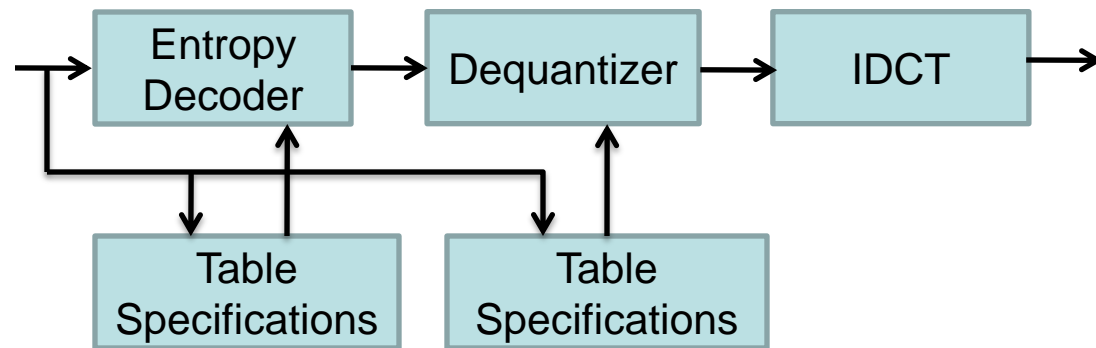 Entropy
Decoder
Dequantizer
IDCT
Table
Specifications
Table
Specifications